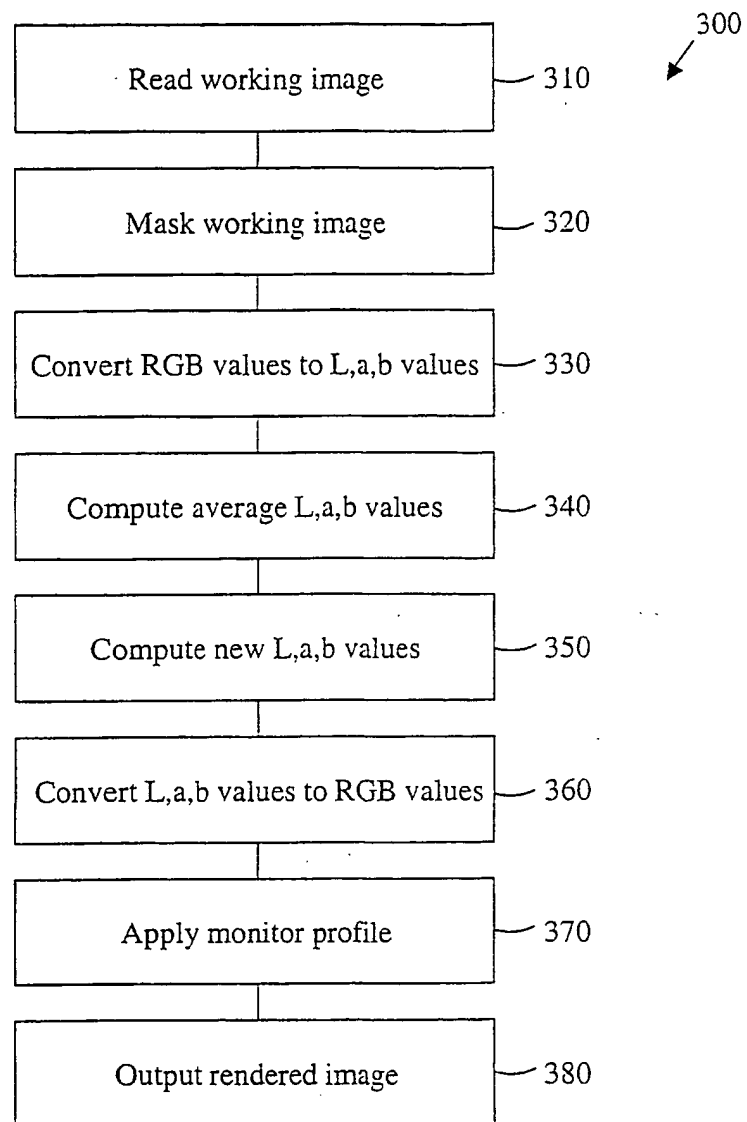 300
Read working image 310
Mask working image 320
Convert RGB values to L,a,b values 330
Compute average L,a,b values 340
Compute new L,a,b values 350
Convert L,a,b values to RGB values 360
Apply monitor profile 370
Output rendered image 380